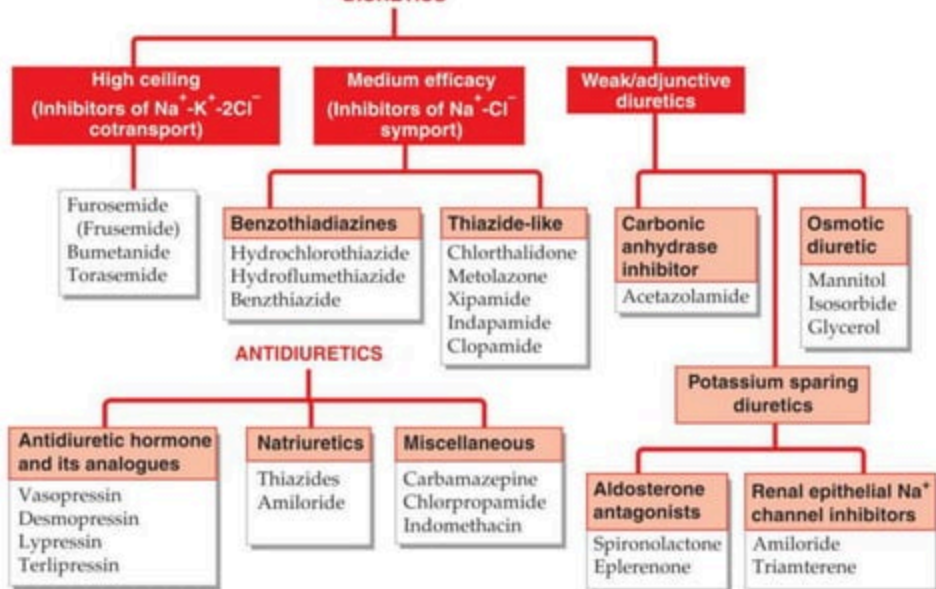 High ceiling
(Inhibitors of Na⁺-K⁺-2Cl⁻
cotransport)
Medium efficacy
(Inhibitors of Na⁺-Cl⁻
symport)
Weak/adjunctive
diuretics
Furosemide
(Frusemide)
Bumetanide
Torasemide
Benzothiadiazines
Hydrochlorothiazide
Hydroflumethiazide
Benzthiazide
Thiazide-like
Chlorthalidone
Metolazone
Xipamide
Indapamide
Clopamide
Carbonic
anhydrase
inhibitor
Acetazolamide
Osmotic
diuretic
Mannitol
Isosorbide
Glycerol
Potassium sparing
diuretics
Aldosterone
antagonists
Spironolactone
Eplerenone
Renal epithelial Na⁺
channel inhibitors
Amiloride
Triamterene
ANTIDIURETICS
Antidiuretic hormone
and its analogues
Vasopressin
Desmopressin
Lypressin
Terlipressin
Natriuretics
Thiazides
Amiloride
Miscellaneous
Carbamazepine
Chlorpropamide
Indomethacin